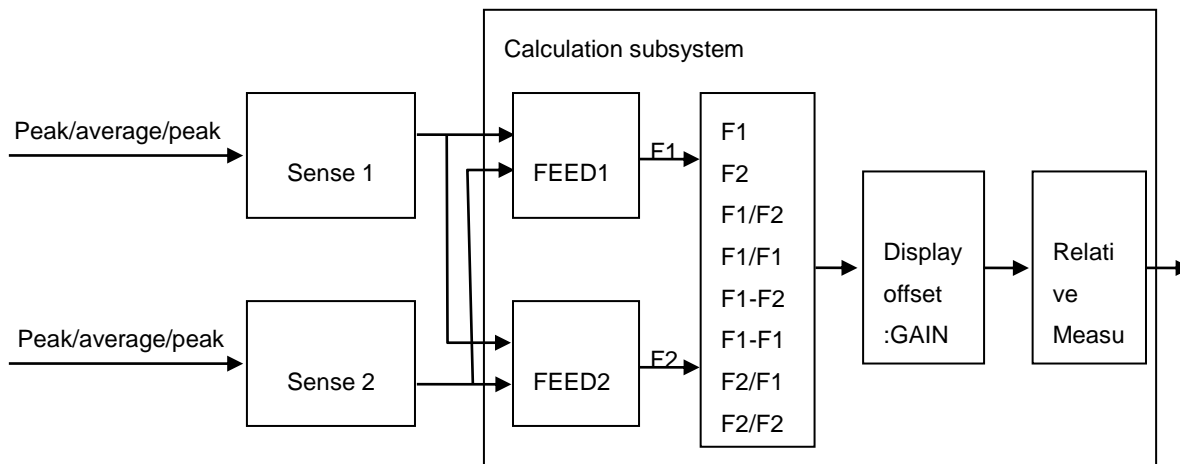 Calculation subsystem
Peak/average/peak
Sense 1
FEED1
F1
Peak/average/peak
Sense 2
FEED2
F2
F1
F2
F1/F2
F1/F1
F1-F2
F1-F1
F2/F1
F2/F2
Display
offset
:GAIN
Relati
ve
Measu